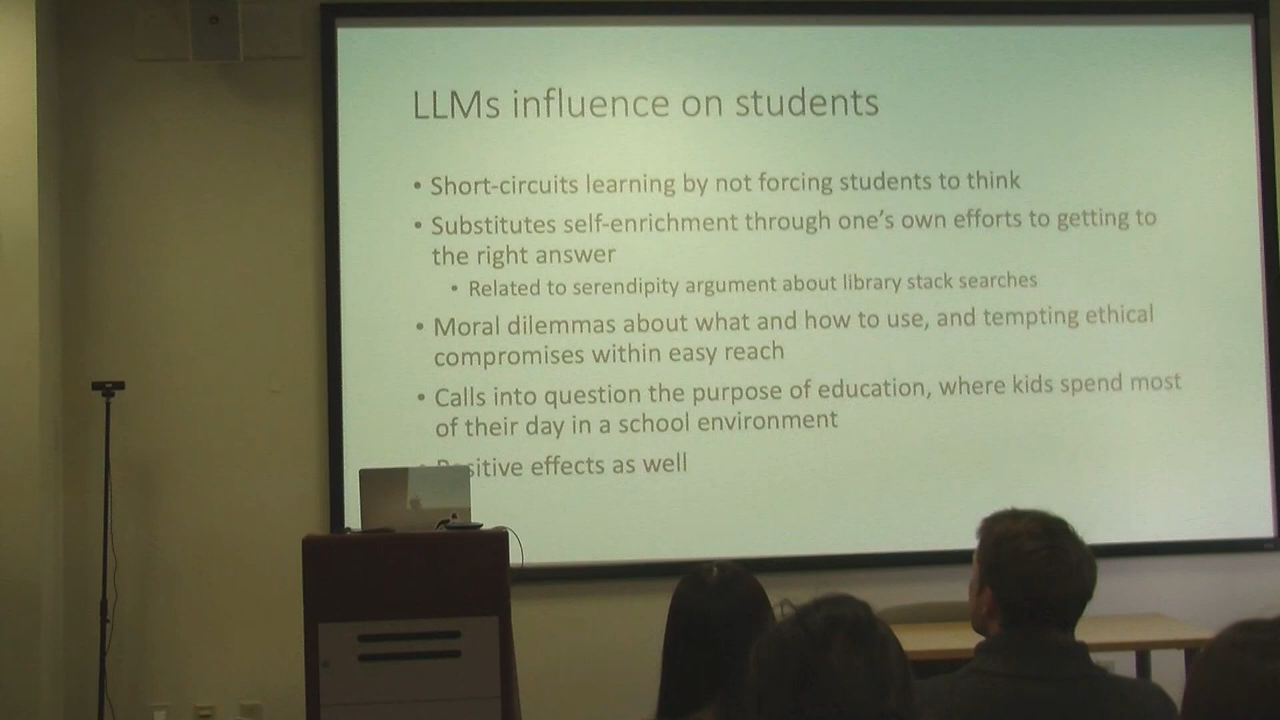 LLMs influence on students
• Short-circuits learning by not forcing students to think
• Substitutes self-enrichment through one's own efforts to getting to
the right answer
• Related to serendipity argument about library stack searches
• Moral dilemmas about what and how to use, and tempting ethical
compromises within easy reach
• Calls into question the purpose of education, where kids spend most
of their day in a school environment
• Positive effects as well